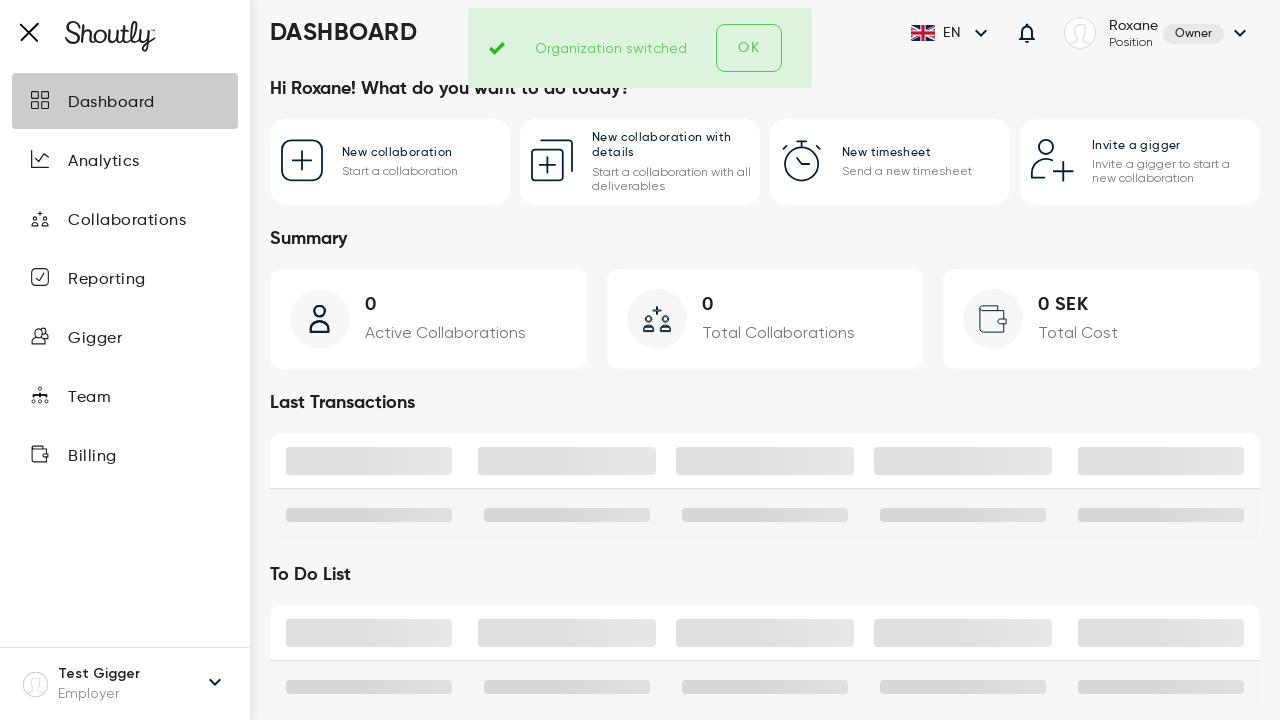 Shoutly
Dashboard
Analytics
Collaborations
Reporting
Gigger
Team
Billing
Test Gigger
Employer
DASHBOARD
Organization switched
OK
EN
Roxane
Position
Owner
Hi Roxane! What do you want to do today?
New collaboration
Start a collaboration
New collaboration with
details
Start a collaboration with all
deliverables
New timesheet
Send a new timesheet
Invite a gigger
Invite a gigger to start a
new collaboration
Summary
0
Active Collaborations
0
Total Collaborations
0 SEK
Total Cost
Last Transactions
To Do List